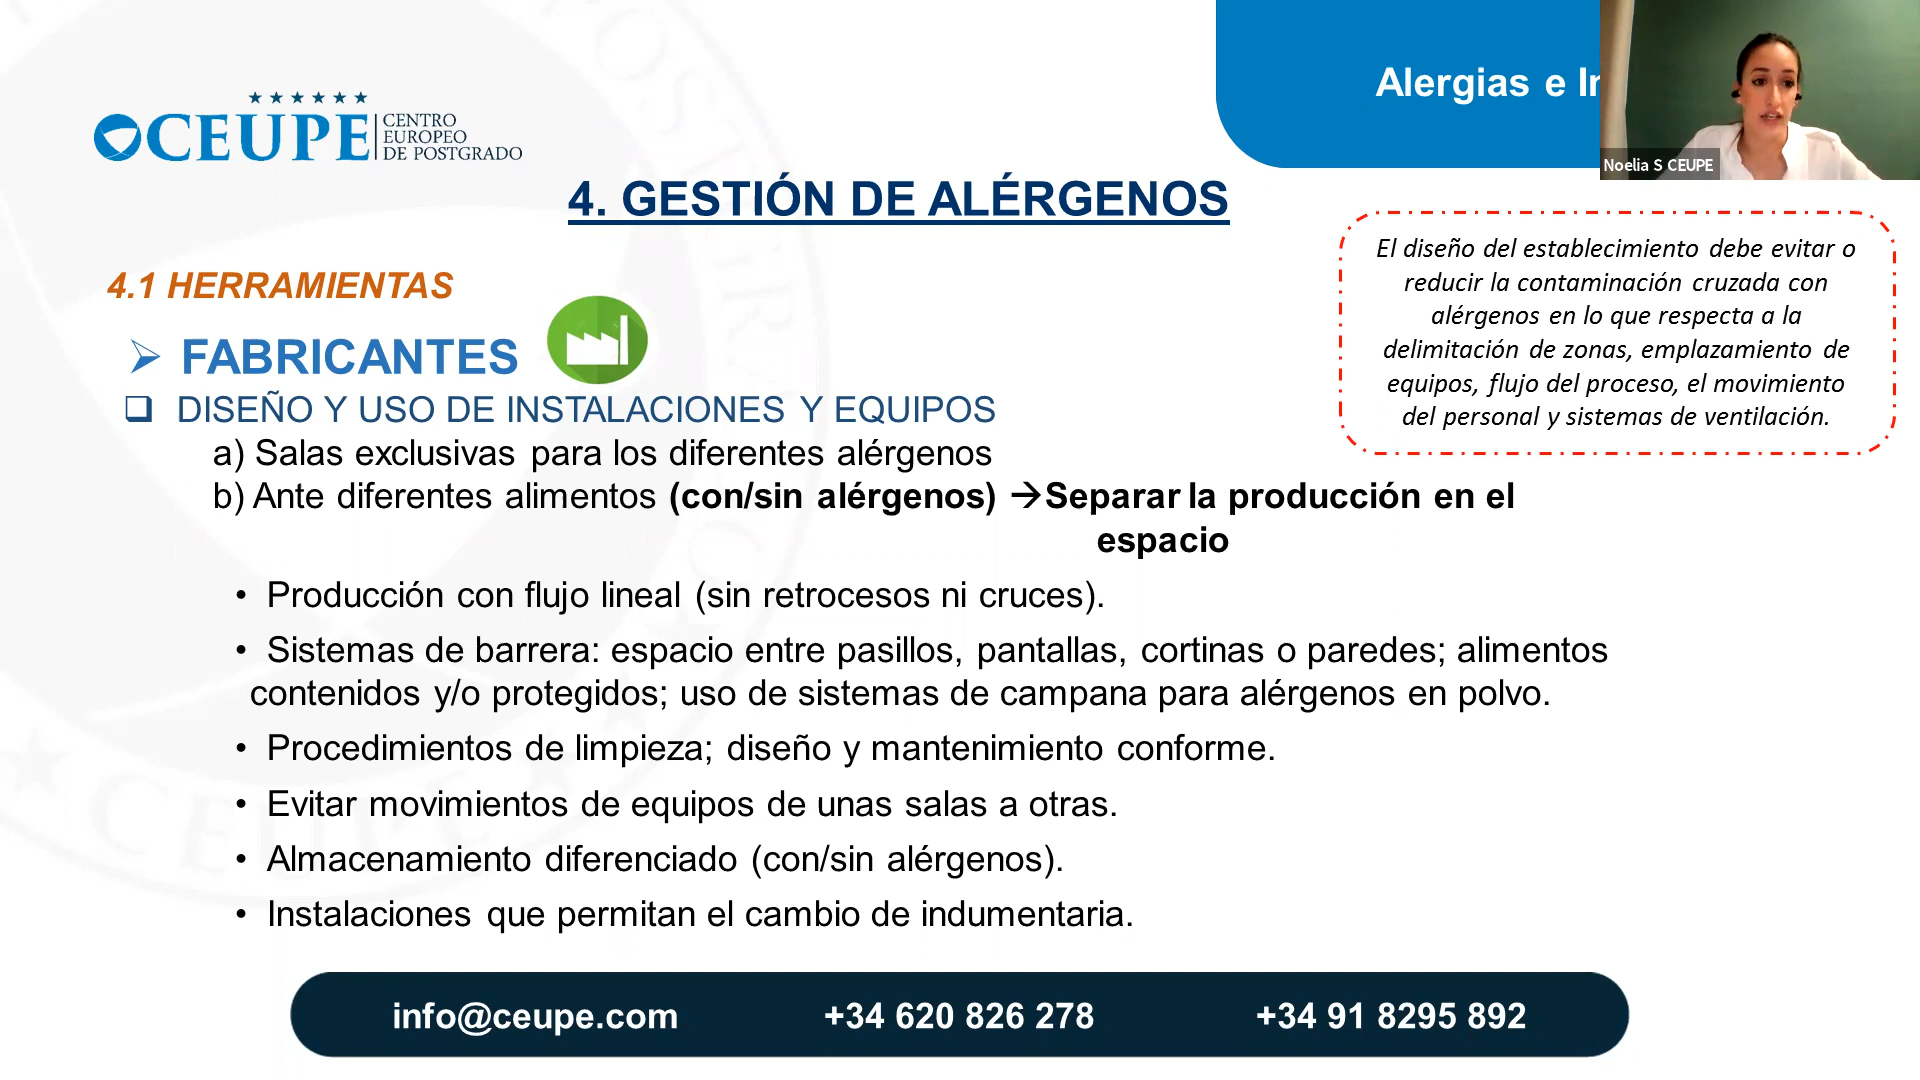 ★★★★★★
CEUPE
CENTRO
EUROPEO
DE POSTGRADO
Alergias e In
Noelia S CEUPE
4. GESTIÓN DE ALÉRGENOS
El diseño del establecimiento debe evitar o
reducir la contaminación cruzada con
alérgenos en lo que respecta a la
delimitación de zonas, emplazamiento de
equipos, flujo del proceso, el movimiento
del personal y sistemas de ventilación.
4.1 HERRAMIENTAS
➢ FABRICANTES
❑ DISEÑO Y USO DE INSTALACIONES Y EQUIPOS
a) Salas exclusivas para los diferentes alérgenos
b) Ante diferentes alimentos (con/sin alérgenos) →Separar la producción en el
espacio
• Producción con flujo lineal (sin retrocesos ni cruces).
• Sistemas de barrera: espacio entre pasillos, pantallas, cortinas o paredes; alimentos
contenidos y/o protegidos; uso de sistemas de campana para alérgenos en polvo.
• Procedimientos de limpieza; diseño y mantenimiento conforme.
• Evitar movimientos de equipos de unas salas a otras.
• Almacenamiento diferenciado (con/sin alérgenos).
• Instalaciones que permitan el cambio de indumentaria.
info@ceupe.com
+34 620 826 278
+34 91 8295 892